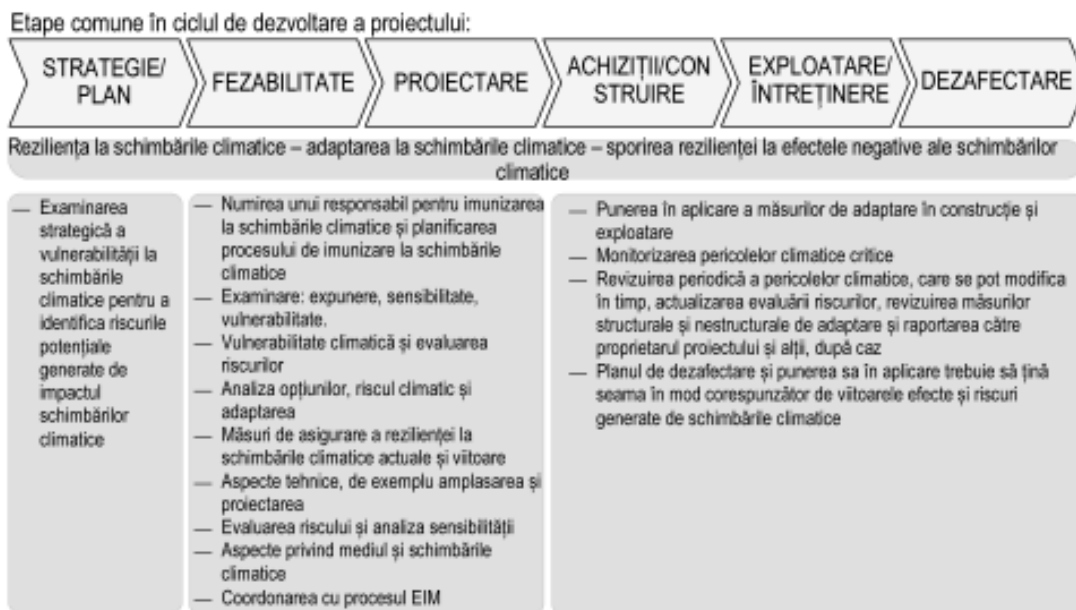 Etape comune în ciclul de dezvoltare a proiectului:
STRATEGIE/
PLAN
FEZABILITATE
PROIECTARE
ACHIZIȚII/CON
STRUIRE
EXPLOATARE/
ÎNTREȚINERE
DEZAFECTARE
Reziliența la schimbările climatice – adaptarea la schimbările climatice – sporirea rezilienței la efectele negative ale schimbărilor
climatice
— Examinarea
strategică a
vulnerabilității la
schimbările
climatice pentru a
identifica riscurile
potențiale
generate de
impactul
schimbărilor
climatice
— Numirea unui responsabil pentru imunizarea
la schimbările climatice și planificarea
procesului de imunizare la schimbările
climatice
— Examinare: expunere, sensibilitate,
vulnerabilitate.
— Vulnerabilitate climatică și evaluarea
riscurilor
— Analiza opțiunilor, riscul climatic și
adaptarea
— Măsuri de asigurare a rezilienței la
schimbările climatice actuale și viitoare
— Aspecte tehnice, de exemplu amplasarea și
proiectarea
— Evaluarea riscului și analiza sensibilității
— Aspecte privind mediul și schimbările
climatice
— Coordonarea cu procesul EIM
— Punerea în aplicare a măsurilor de adaptare în construcție și
exploatare
— Monitorizarea pericolelor climatice critice
— Revizuirea periodică a pericolelor climatice, care se pot modifica
în timp, actualizarea evaluării riscurilor, revizuirea măsurilor
structurale și nestructurale de adaptare și raportarea către
proprietarul proiectului și alții, după caz
— Planul de dezafectare și punerea sa în aplicare trebuie să țină
seama în mod corespunzător de viitoarele efecte și riscuri
generate de schimbările climatice